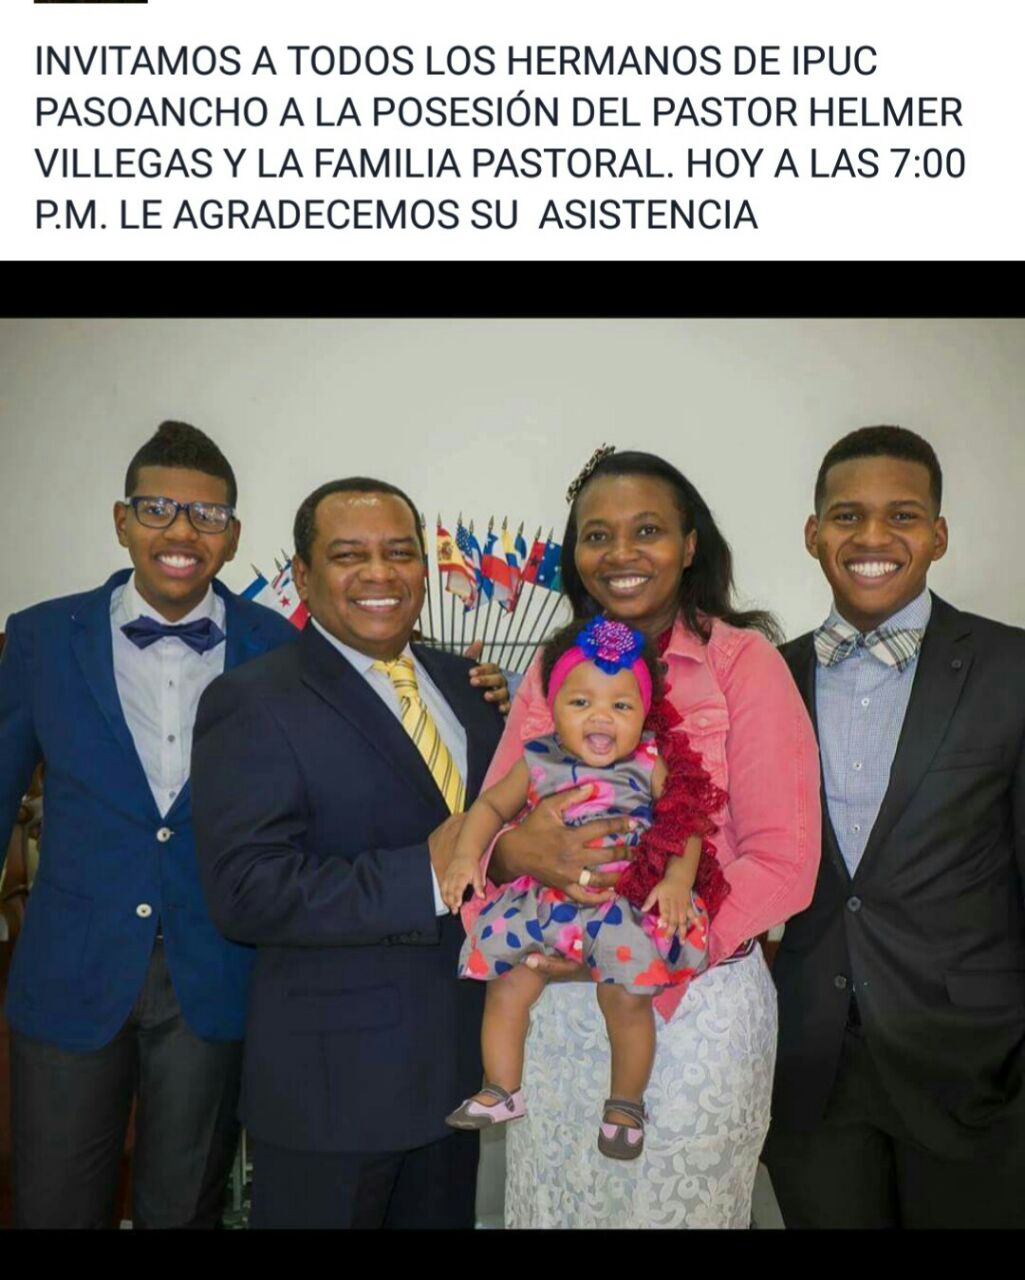 INVITAMOS A TODOS LOS HERMANOS DE IPUC
PASOANCHO A LA POSESIÓN DEL PASTOR HELMER
VILLEGAS Y LA FAMILIA PASTORAL. HOY A LAS 7:00
P.M. LE AGRADECEMOS SU  ASISTENCIA